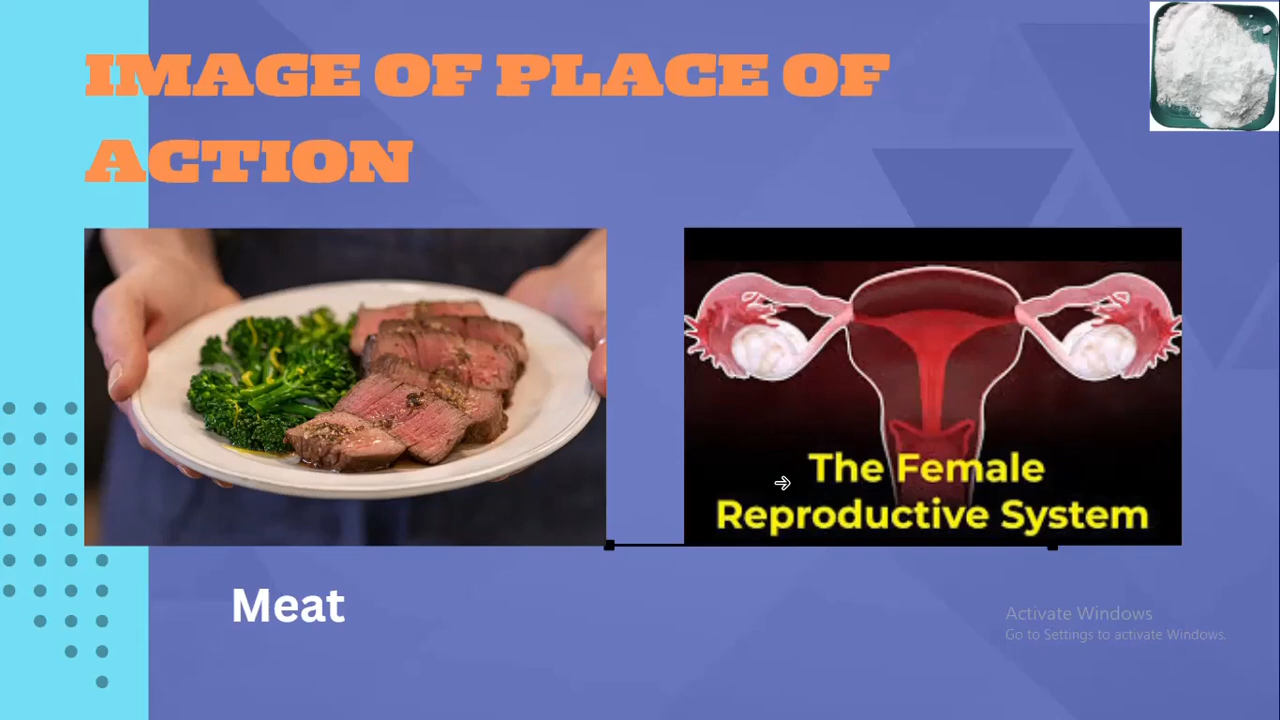 IMAGE OF PLACE OF
ACTION
The Female
Reproductive System
Meat
Activate Windows
Go to Settings to activate Windows.